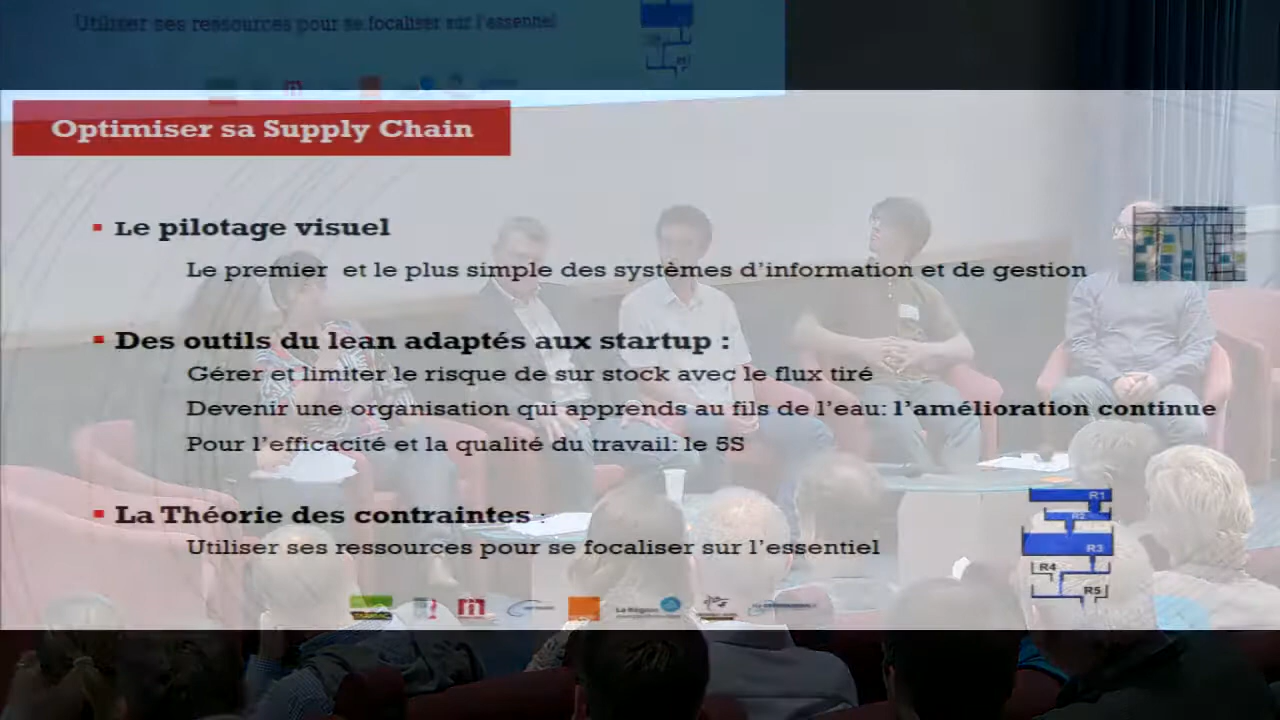 Utiliser ses ressources pour se focaliser sur l'essentiel
Optimiser sa Supply Chain
Le pilotage visuel
Le premier et le plus simple des systèmes d'information et de gestion
Des outils du lean adaptés aux startup :
Gérer et limiter le risque de sur stock avec le flux tiré
Devenir une organisation qui apprends au fils de l'eau: l'amélioration continue
Pour l'efficacité et la qualité du travail: le 5S
La Théorie des contraintes :
Utiliser ses ressources pour se focaliser sur l'essentiel
R1
R2
R3
R4
R5
La Région